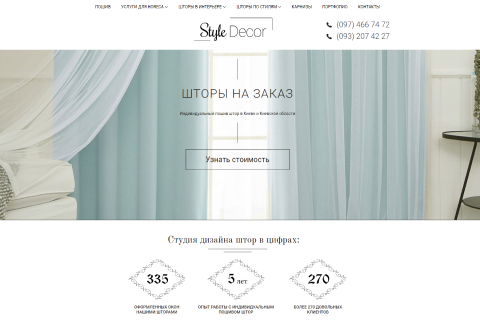 ПОШИВ УСЛУГИ ДЛЯ HORECA ШТОРЫ В ИНТЕРЬЕРЕ ШТОРЫ ПО СТИЛЯМ КАРНИЗЫ ПОРТФОЛИО КОНТАКТЫ
Style Decor
(097) 466 74 72
(093) 207 42 27
ШТОРЫ НА ЗАКАЗ
Индивидуальный пошив штор в Киеве и Киевской области
Узнать стоимость
Студия дизайна штор в цифрах:
335
5 лет
270
ОФОРМЛЕННЫХ ОКОН
НАШИМИ ШТОРАМИ
ОПЫТ РАБОТЫ С ИНДИВИДУАЛЬНЫМ
ПОШИВОМ ШТОР
БОЛЕЕ 270 ДОВОЛЬНЫХ
КЛИЕНТОВ